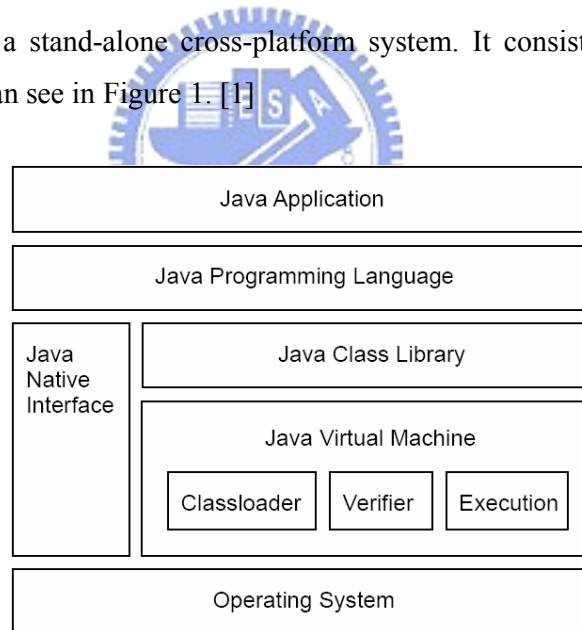 a stand-alone cross-platform system. It consist
an see in Figure 1. [1]
E S A
Java Application
Java Programming Language
Java
Native
Interface
Java Class Library
Java Virtual Machine
Classloader
Verifier
Execution
Operating System